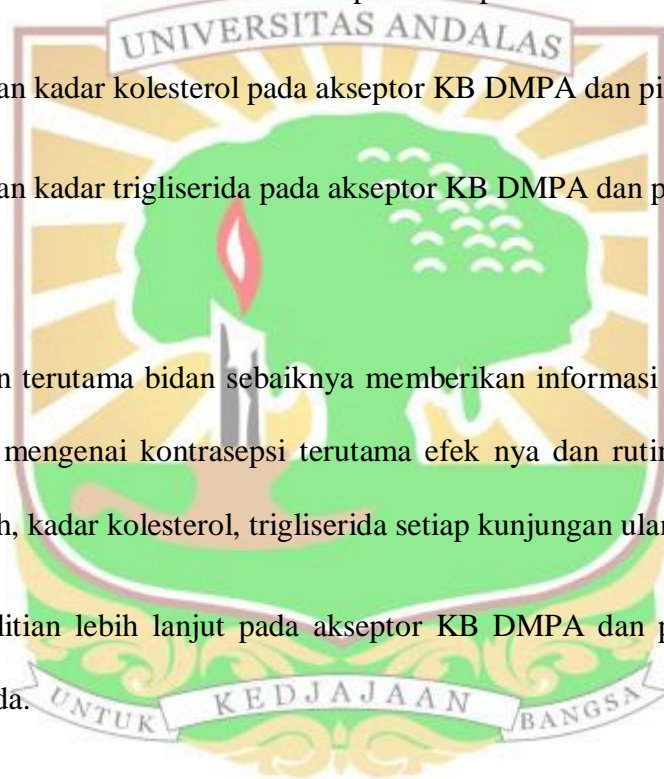 UNIVERSITAS ANDALAS
an kadar kolesterol pada akseptor KB DMPA dan pi
an kadar trigliserida pada akseptor KB DMPA dan p
n terutama bidan sebaiknya memberikan informasi
mengenai kontrasepsi terutama efek nya dan rutin
h, kadar kolesterol, trigliserida setiap kunjungan ulan
litian lebih lanjut pada akseptor KB DMPA dan p
da.
UNTUK KEDJAJAAN BANGSA